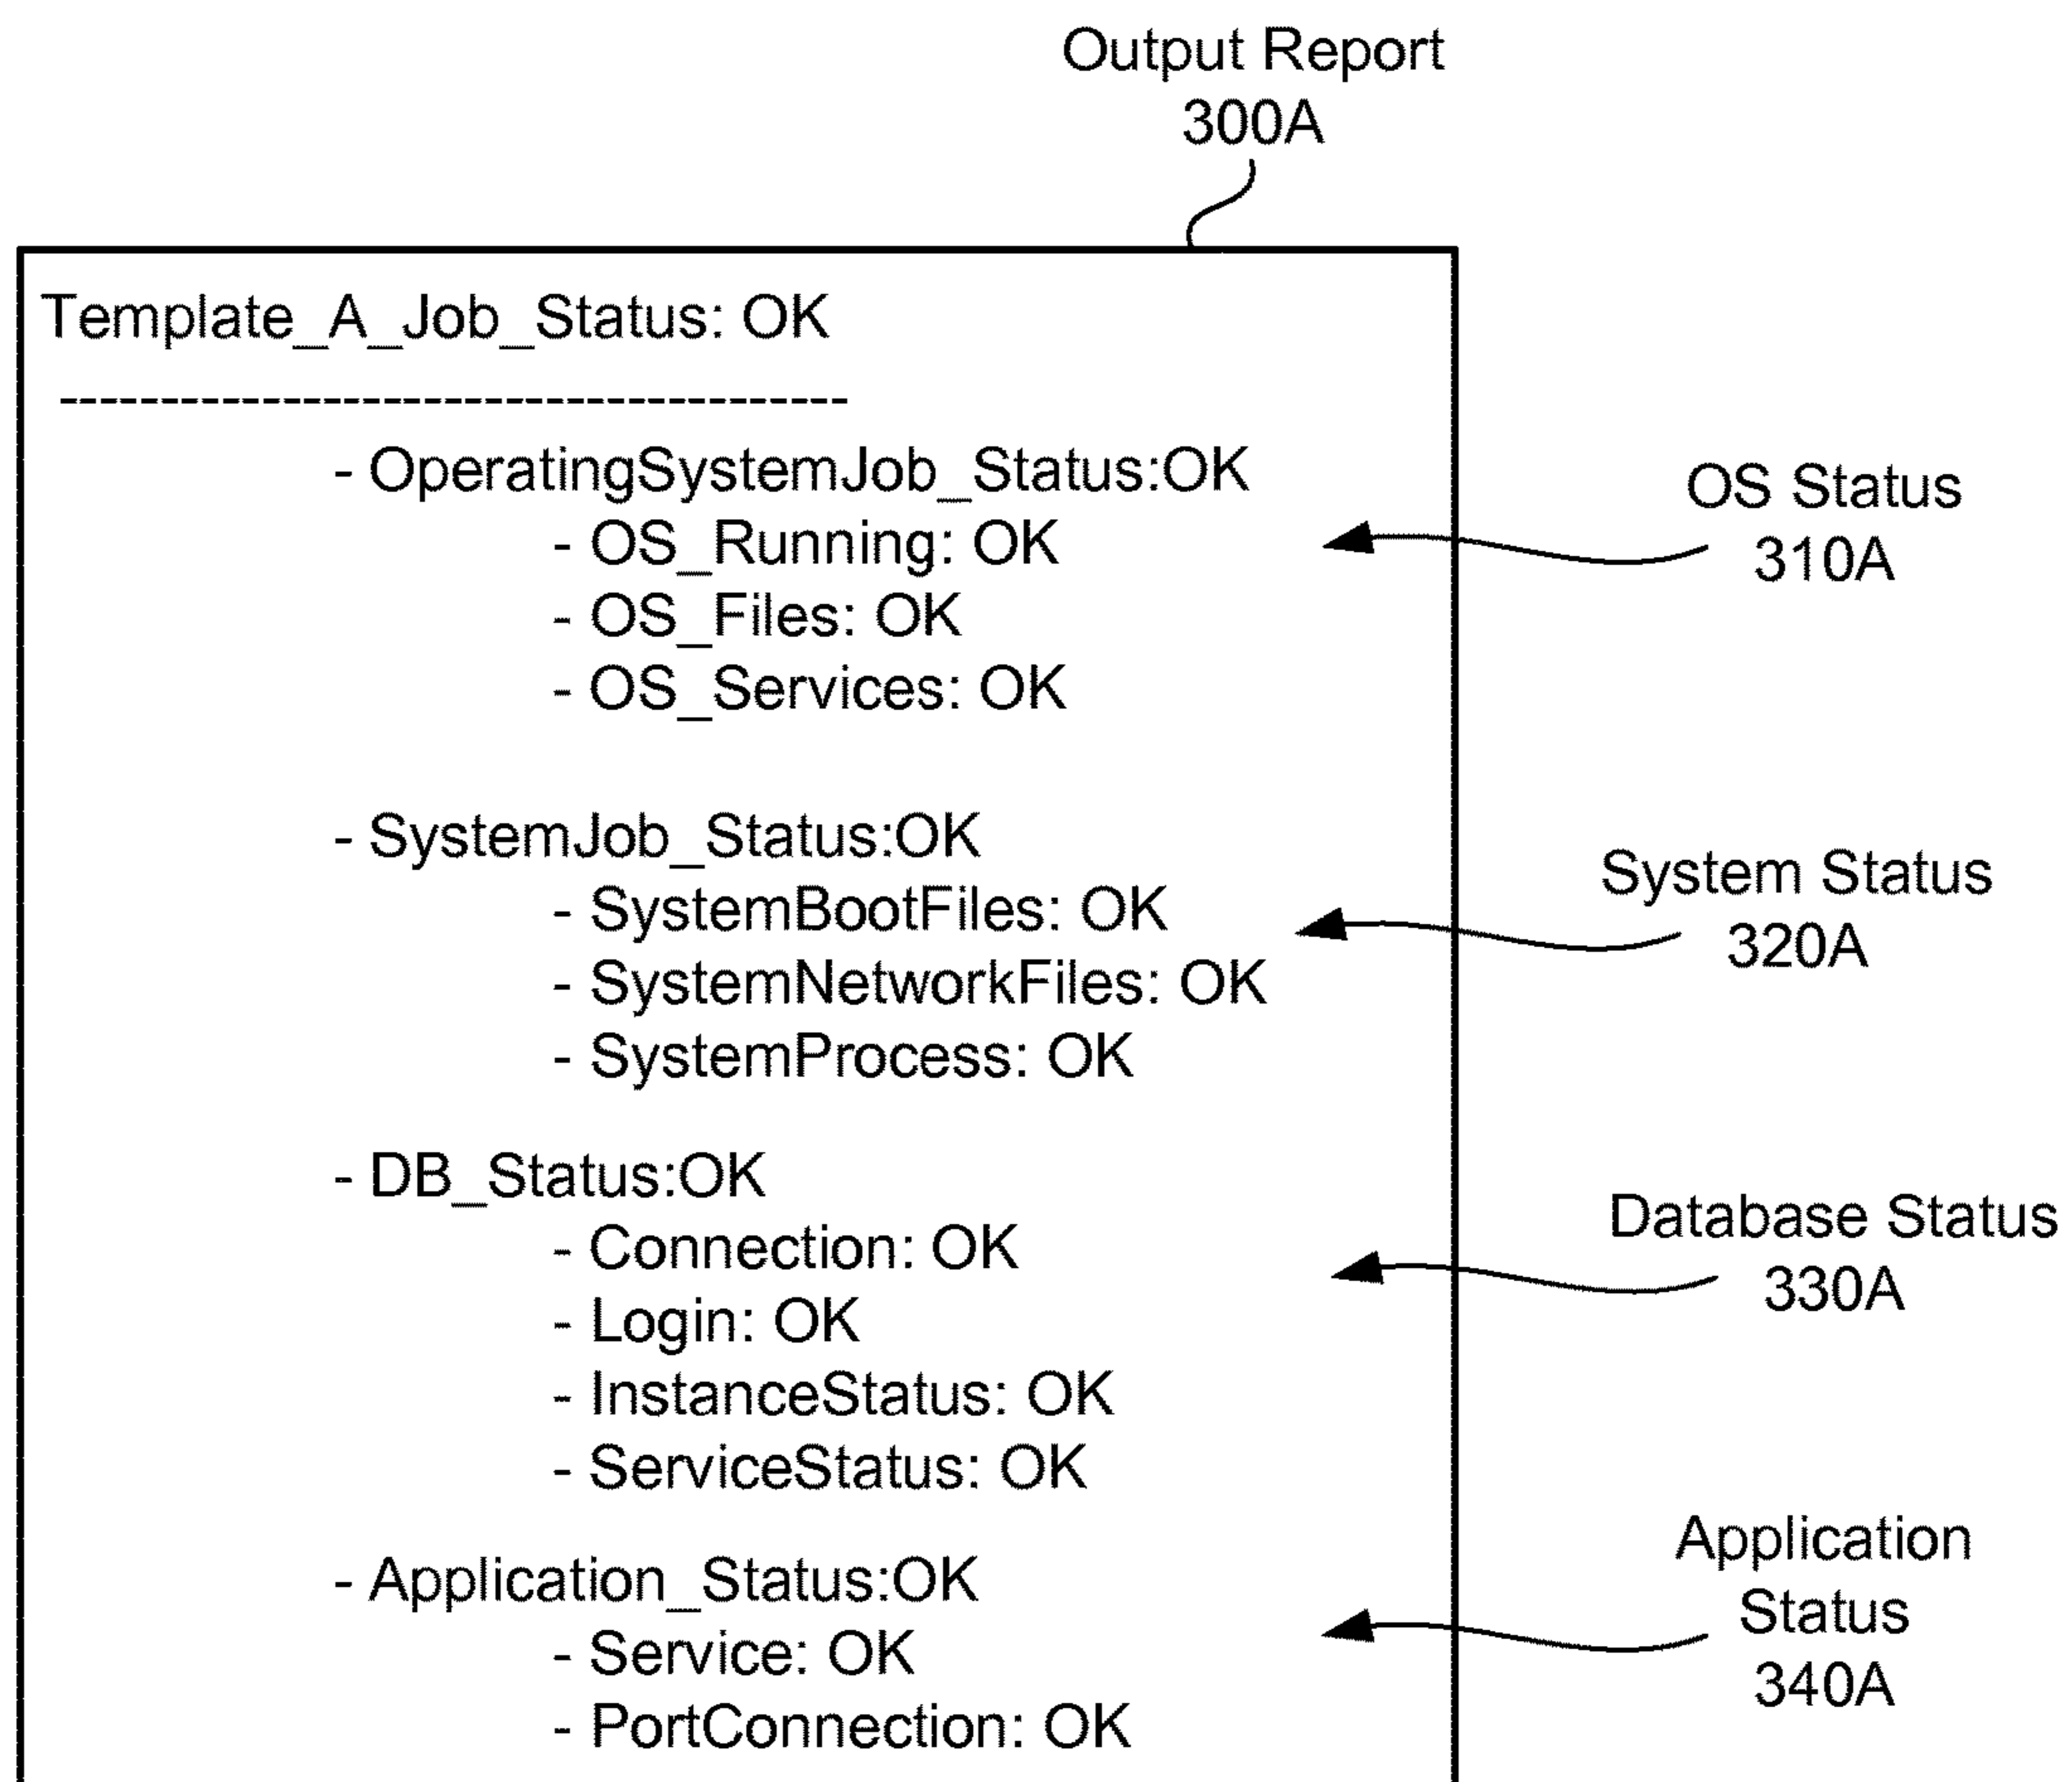 Output Report
300A
Template_A_Job_Status: OK
---------------------------------------
- OperatingSystemJob_Status:OK
- OS_Running: OK
- OS_Files: OK
- OS_Services: OK
OS Status
310A
- SystemJob_Status:OK
- SystemBootFiles: OK
- SystemNetworkFiles: OK
- SystemProcess: OK
System Status
320A
- DB_Status:OK
- Connection: OK
- Login: OK
- InstanceStatus: OK
- ServiceStatus: OK
Database Status
330A
- Application_Status:OK
- Service: OK
- PortConnection: OK
Application
Status
340A